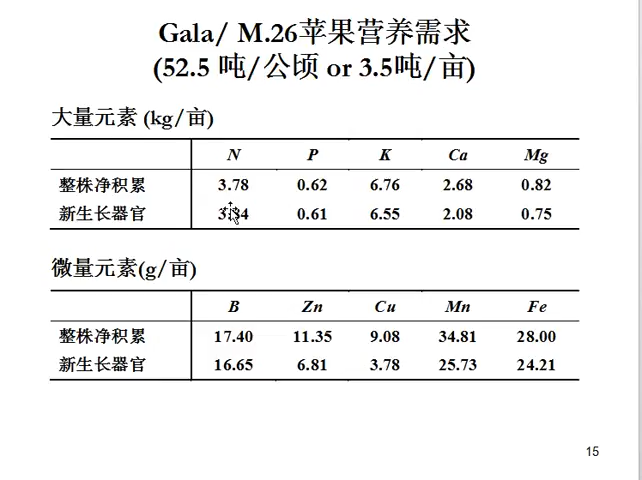 Gala/ M.26苹果营养需求
(52.5 吨/公顷 or 3.5吨/亩)
大量元素 (kg/亩)
N P K Ca Mg
整株净积累 3.78 0.62 6.76 2.68 0.82
新生长器官 0.61 6.55 2.08 0.75
微量元素(g/亩)
B Zn Cu Mn Fe
整株净积累 17.40 11.35 9.08 34.81 28.00
新生长器官 16.65 6.81 3.78 25.73 24.21
15